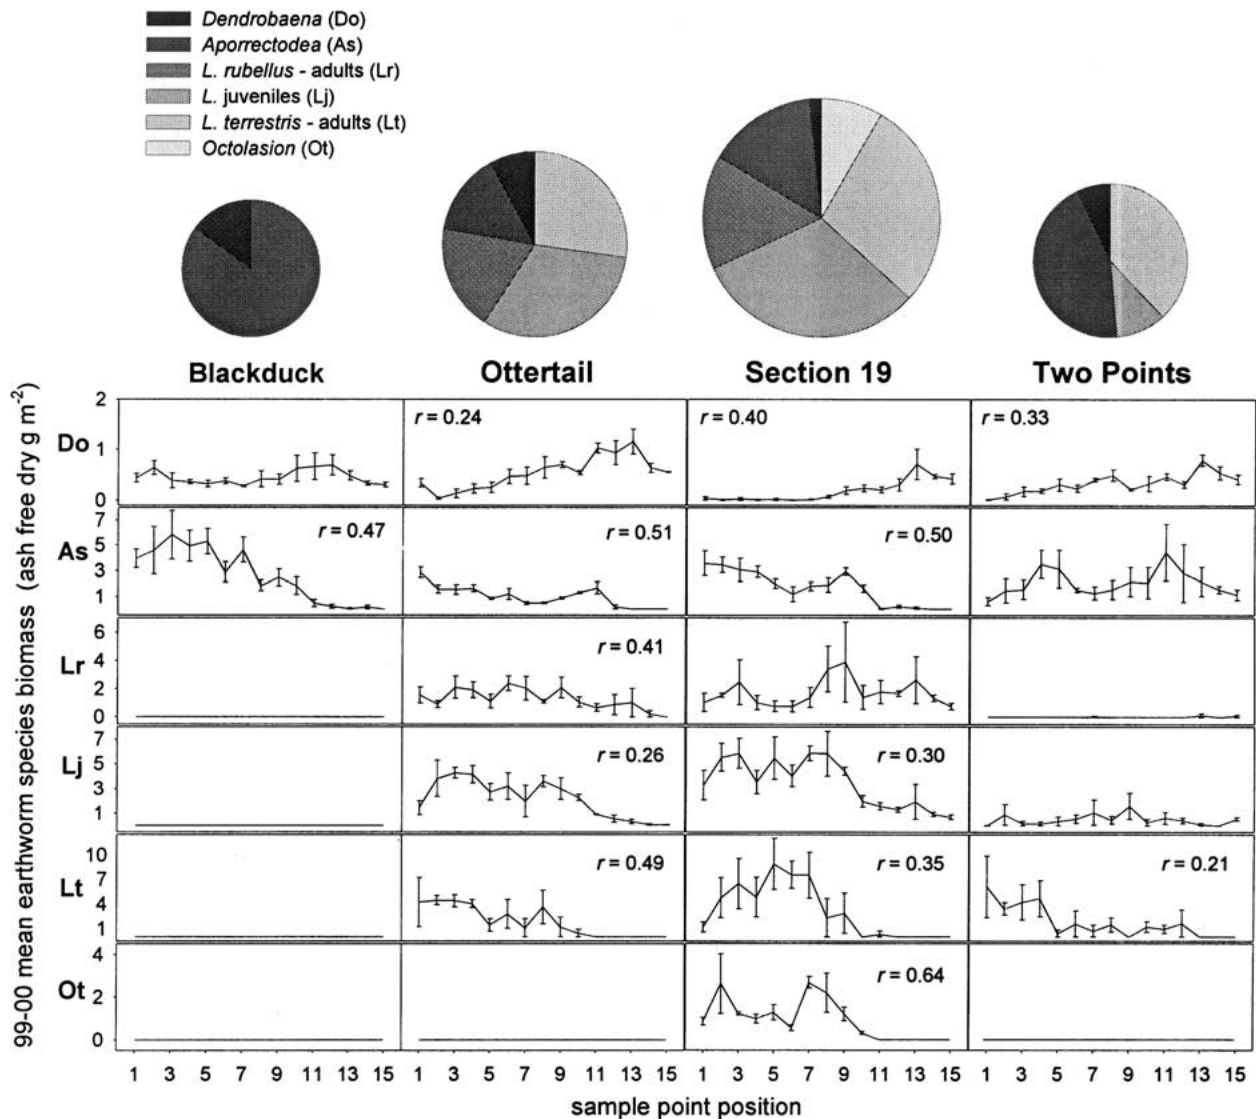 Dendrobaena (Do)
Aporrectodea (As)
L. rubellus - adults (Lr)
L. juveniles (Lj)
L. terrestris - adults (Lt)
Octolasion (Ot)
Blackduck Ottertail Section 19 Two Points
99-00 mean earthworm species biomass (ash free dry g m-2)
Do
2
1
0
r = 0.24
r = 0.40
r = 0.33
As
7
5
3
1
r = 0.47
r = 0.51
r = 0.50
Lr
6
4
2
0
r = 0.41
Lj
7
5
3
1
r = 0.26
r = 0.30
Lt
10
7
4
1
r = 0.49
r = 0.35
r = 0.21
Ot
4
2
0
r = 0.64
1 3 5 7 9 11 13 15 1 3 5 7 9 11 13 15 1 3 5 7 9 11 13 15 1 3 5 7 9 11 13 15
sample point position